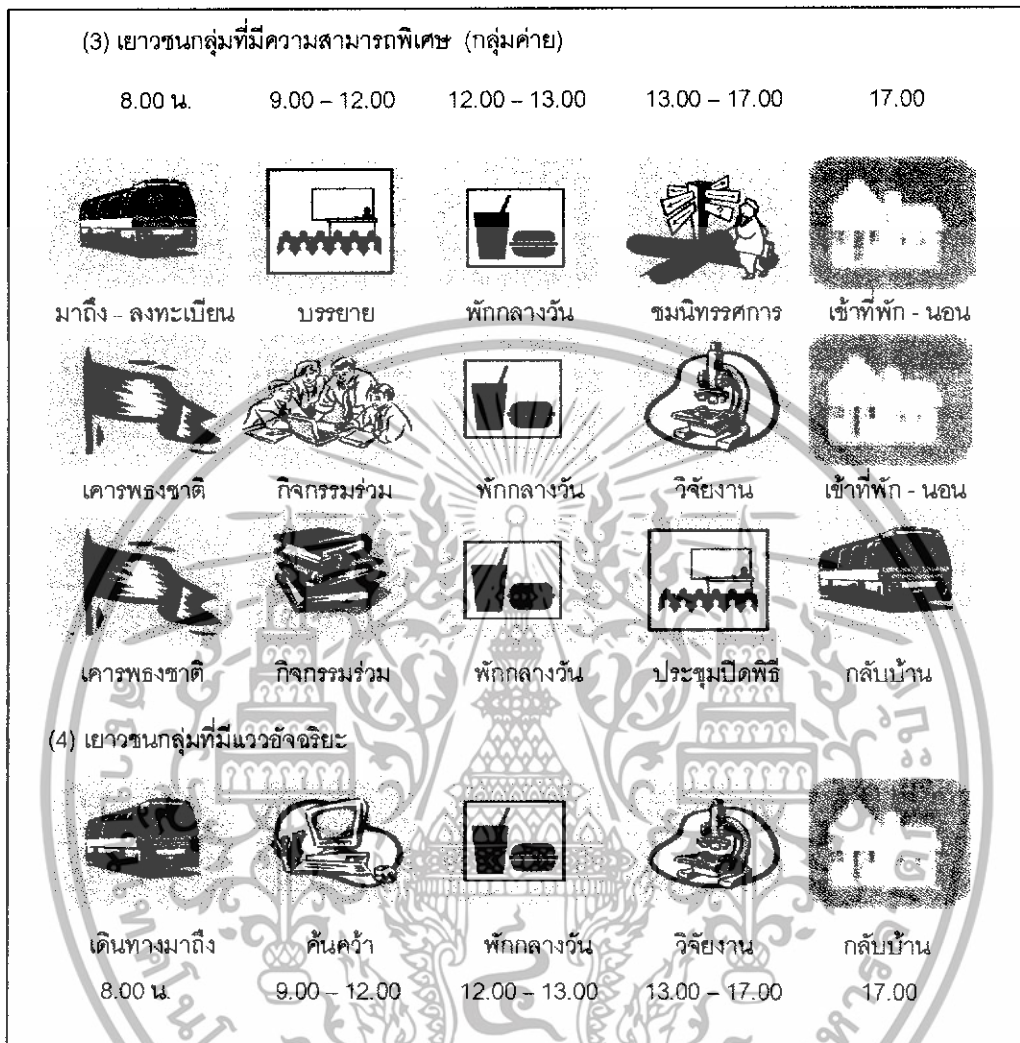 (3) เยาวชนกลุ่มที่มีความสามารถพิเศษ (กลุ่มค่าย)
8.00 น. 9.00 – 12.00 12.00 – 13.00 13.00 – 17.00 17.00
มาถึง – ลงทะเบียน บรรยาย พักกลางวัน ชมนิทรรศการ เข้าที่พัก - นอน
เคารพธงชาติ กิจกรรมร่วม พักกลางวัน วิจัยงาน เข้าที่พัก - นอน
เคารพธงชาติ กิจกรรมร่วม พักกลางวัน ประชุมปิดพิธี กลับบ้าน
(4) เยาวชนกลุ่มที่มีแววอัจฉริยะ
เดินทางมาถึง ค้นคว้า พักกลางวัน วิจัยงาน กลับบ้าน
8.00 น. 9.00 – 12.00 12.00 – 13.00 13.00 – 17.00 17.00